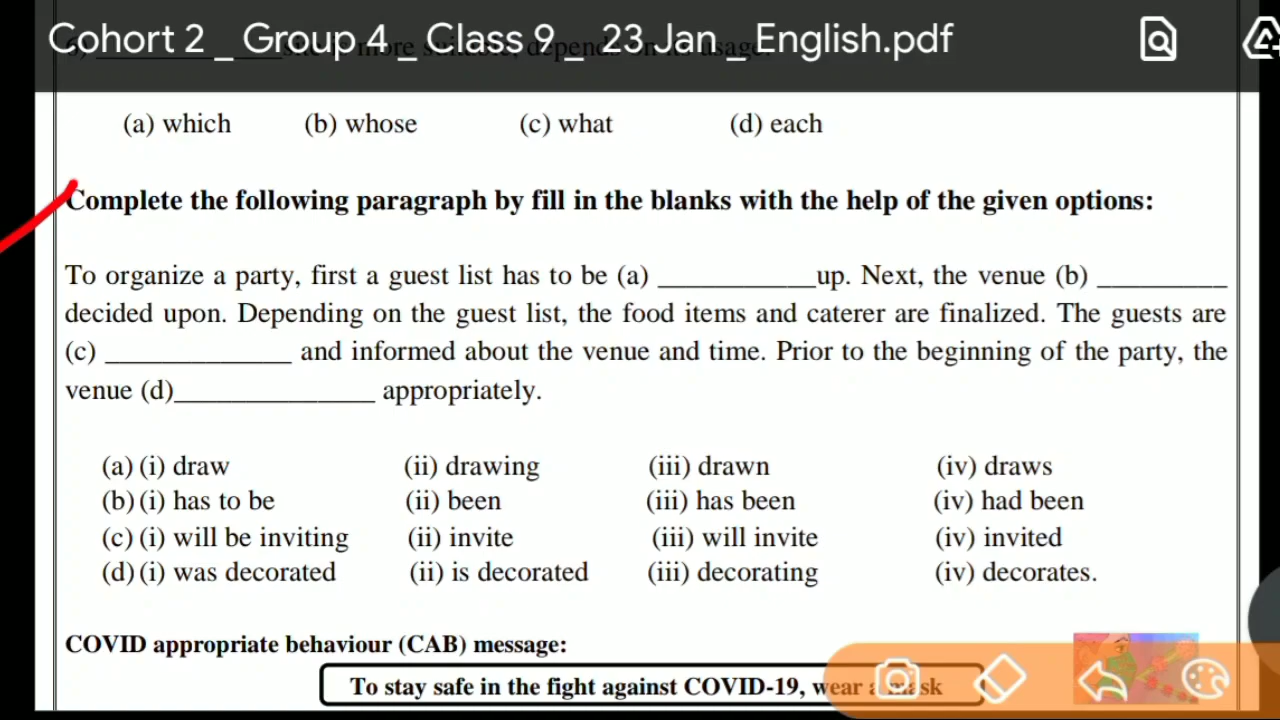 Cohort 2 _ Group 4 _ Class 9 _ 23 Jan _ English.pdf
(a) which (b) whose (c) what (d) each
Complete the following paragraph by fill in the blanks with the help of the given options:
To organize a party, first a guest list has to be (a) ___________up. Next, the venue (b) _________
decided upon. Depending on the guest list, the food items and caterer are finalized. The guests are
(c) _____________ and informed about the venue and time. Prior to the beginning of the party, the
venue (d)______________ appropriately.
(a) (i) draw (ii) drawing (iii) drawn (iv) draws
(b) (i) has to be (ii) been (iii) has been (iv) had been
(c) (i) will be inviting (ii) invite (iii) will invite (iv) invited
(d) (i) was decorated (ii) is decorated (iii) decorating (iv) decorates.
COVID appropriate behaviour (CAB) message:
To stay safe in the fight against COVID-19, wear a mask